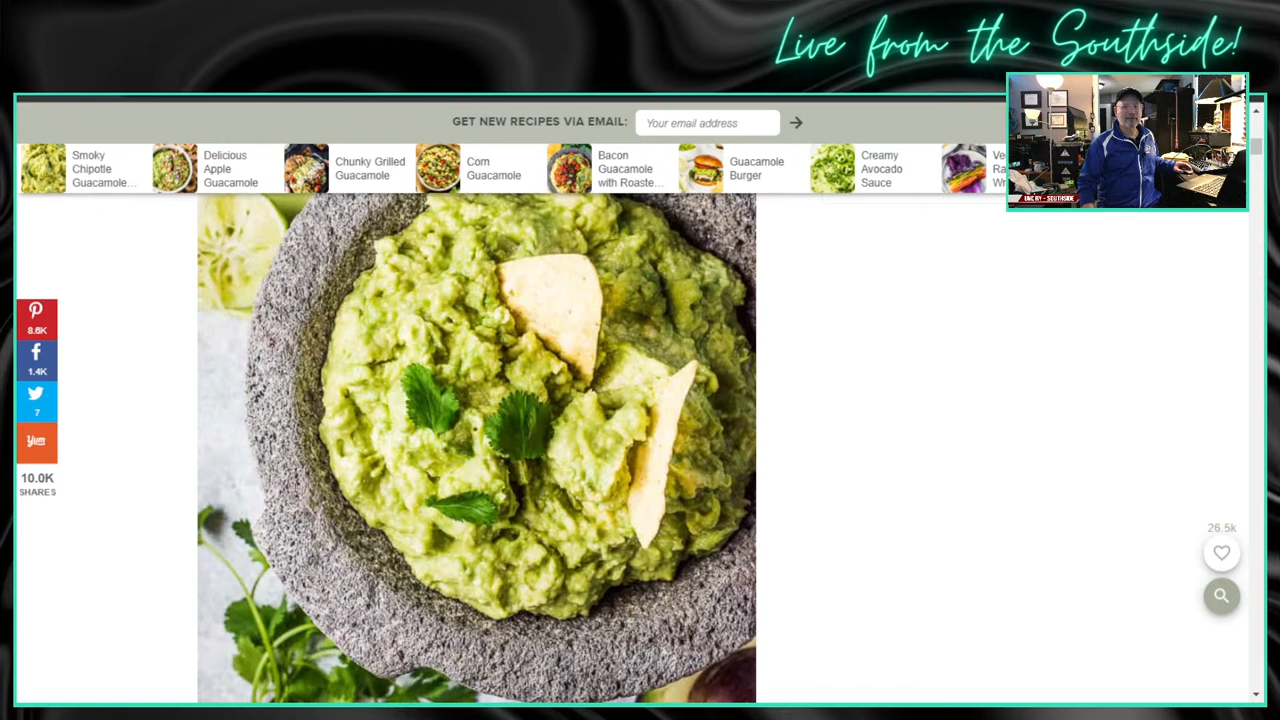 Live from the Southside!
GET NEW RECIPES VIA EMAIL:
Your email address
Smoky
Chipotle
Guacamole...
Delicious
Apple
Guacamole
Chunky Grilled
Guacamole
Corn
Guacamole
Bacon
Guacamole
with Roaste...
Guacamole
Burger
Creamy
Avocado
Sauce
8.6K
1.4K
7
Yum
10.0K
SHARES
26.5k